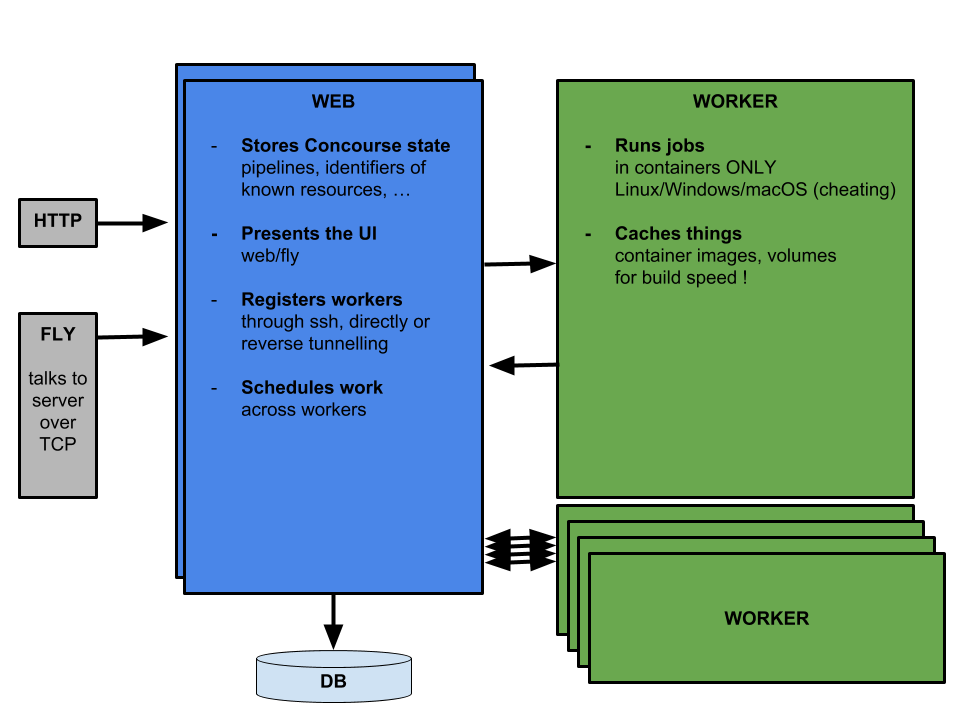 HTTP
FLY
talks to
server
over
TCP
WEB
- Stores Concourse state
pipelines, identifiers of
known resources, …
- Presents the UI
web/fly
- Registers workers
through ssh, directly or
reverse tunnelling
- Schedules work
across workers
WORKER
- Runs jobs
in containers ONLY
Linux/Windows/macOS (cheating)
- Caches things
container images, volumes
for build speed !
WORKER
DB